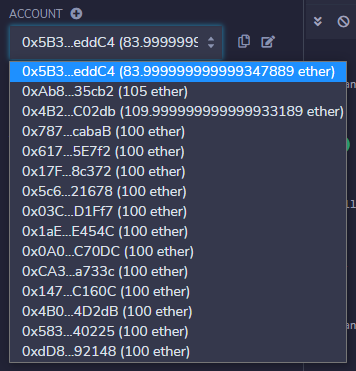 ACCOUNT
0x5B3...eddC4 (83.9999999
0x5B3...eddC4 (83.999999999999347889 ether)
0xAb8...35cb2 (105 ether)
0x4B2...C02db (109.999999999999933189 ether)
0x787...cabaB (100 ether)
0x617...5E7f2 (100 ether)
0x17F...8c372 (100 ether)
0x5c6...21678 (100 ether)
0x03C...D1Ff7 (100 ether)
0x1aE...E454C (100 ether)
0x0A0...C70DC (100 ether)
0xCA3...a733c (100 ether)
0x147...C160C (100 ether)
0x4B0...4D2dB (100 ether)
0x583...40225 (100 ether)
0xdD8...92148 (100 ether)